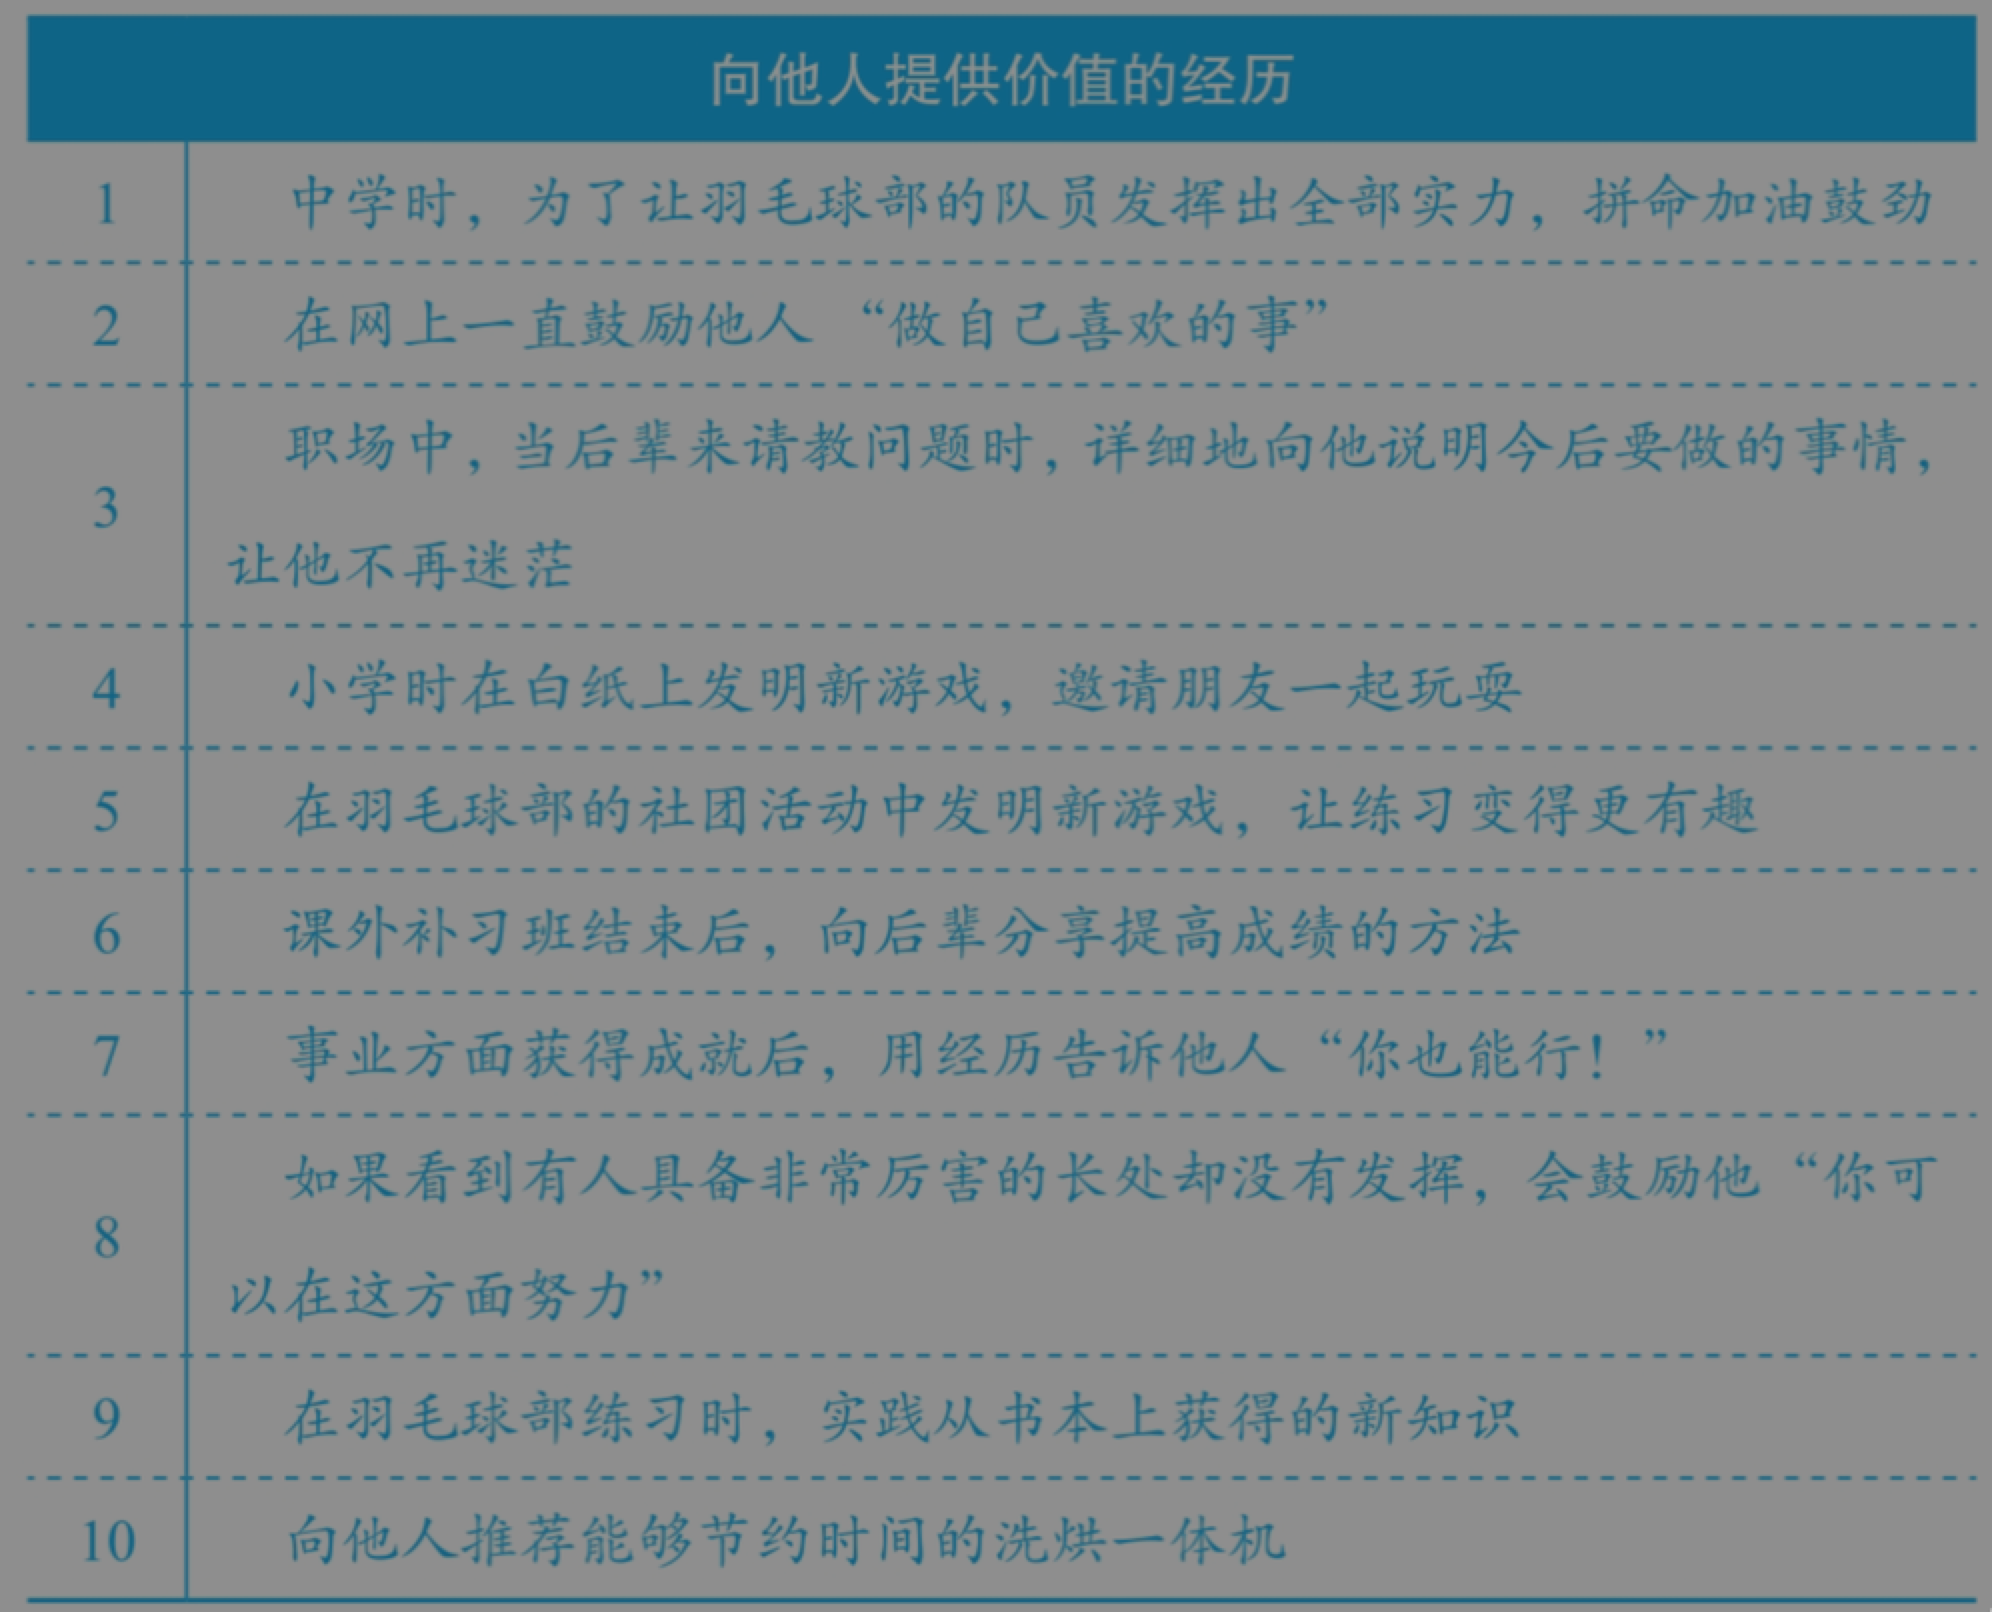 向他人提供价值的经历
1 中学时，为了让羽毛球部的队员发挥出全部实力，拼命加油鼓劲
2 在网上一直鼓励他人“做自己喜欢的事”
3 职场中，当后辈来请教问题时，详细地向他说明今后要做的事情，
让他不再迷茫
4 小学时在白纸上发明新游戏，邀请朋友一起玩耍
5 在羽毛球部的社团活动中发明新游戏，让练习变得更有趣
6 课外补习班结束后，向后辈分享提高成绩的方法
7 事业方面获得成就后，用经历告诉他人“你也能行！”
8 如果看到有人具备非常厉害的长处却没有发挥，会鼓励他“你可
以在这方面努力”
9 在羽毛球部练习时，实践从书本上获得的新知识
10 向他人推荐能够节约时间的洗烘一体机